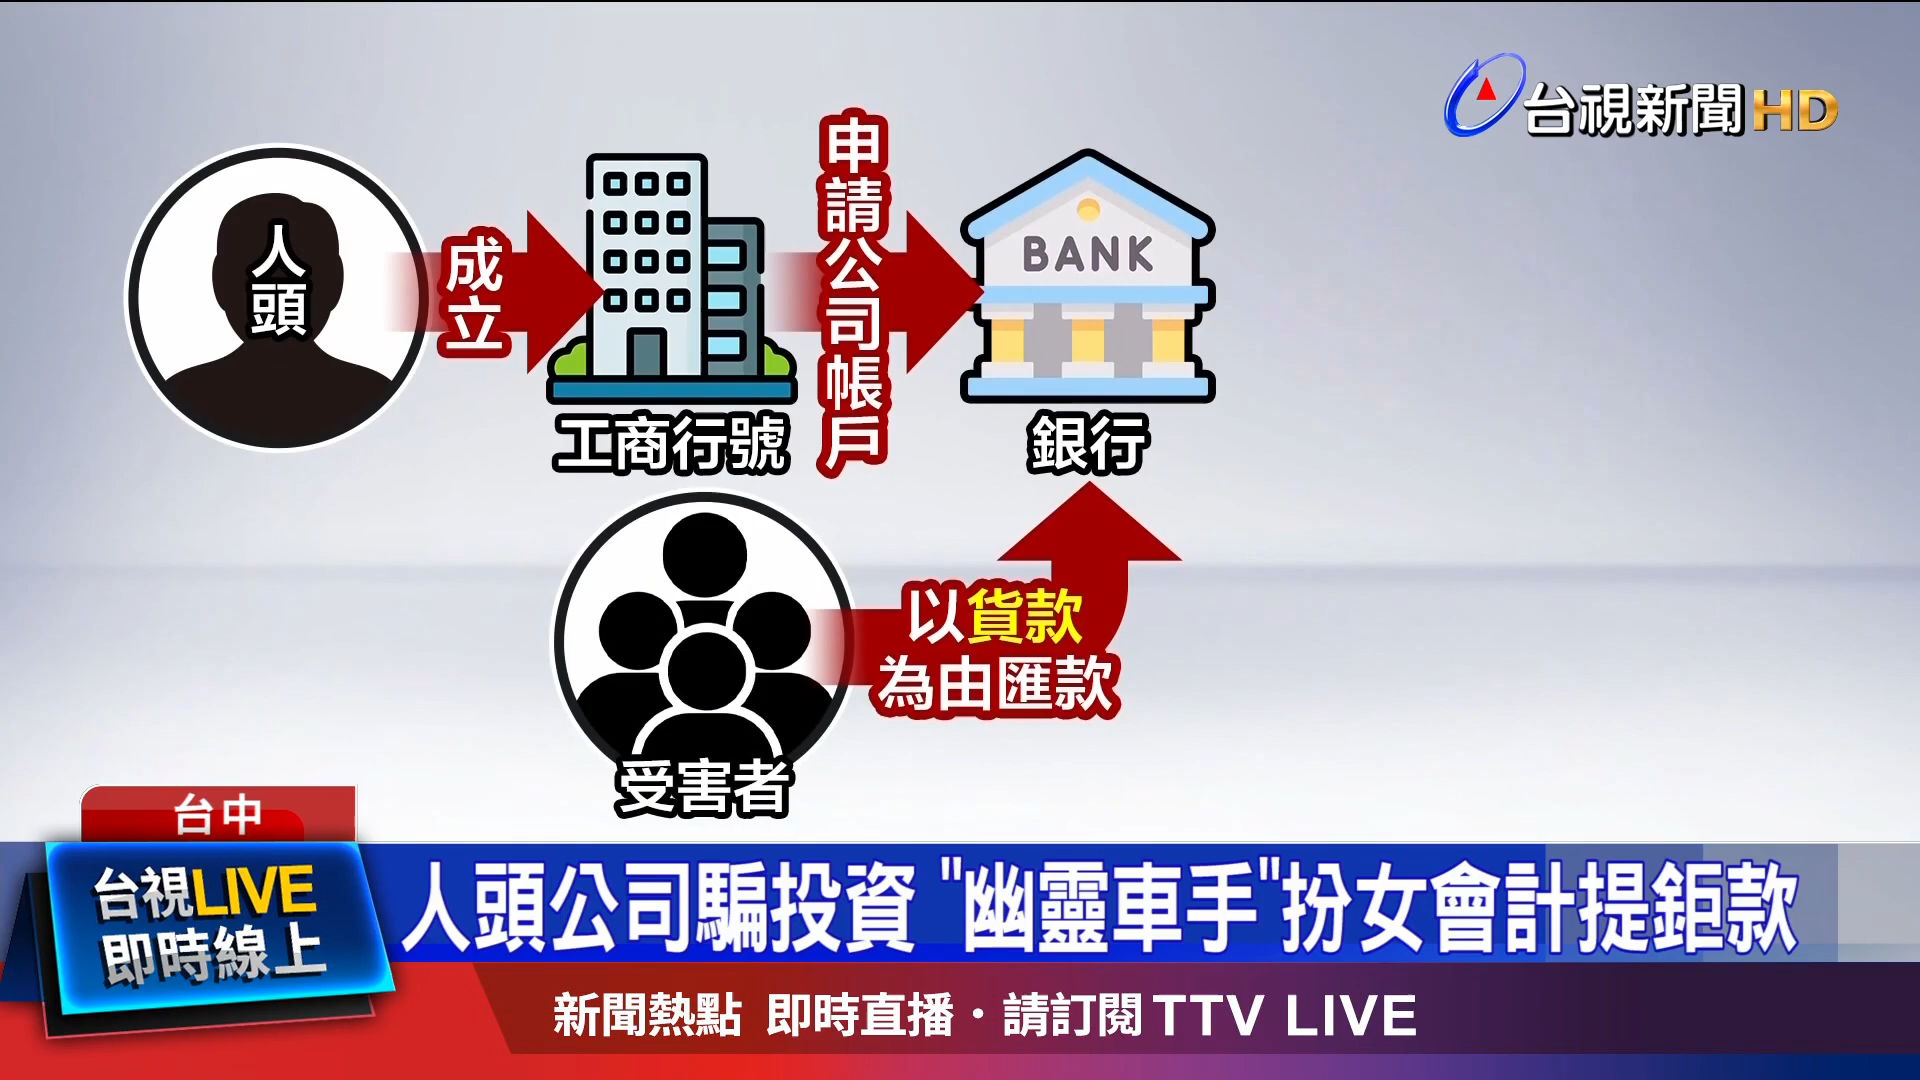 台視新聞HD
人頭
成立
工商行號
申請公司帳戶
BANK
銀行
受害者
以貨款
為由匯款
台中
台視LIVE
即時線上
人頭公司騙投資 "幽靈車手"扮女會計提鉅款
新聞熱點 即時直播·請訂閱TTV LIVE